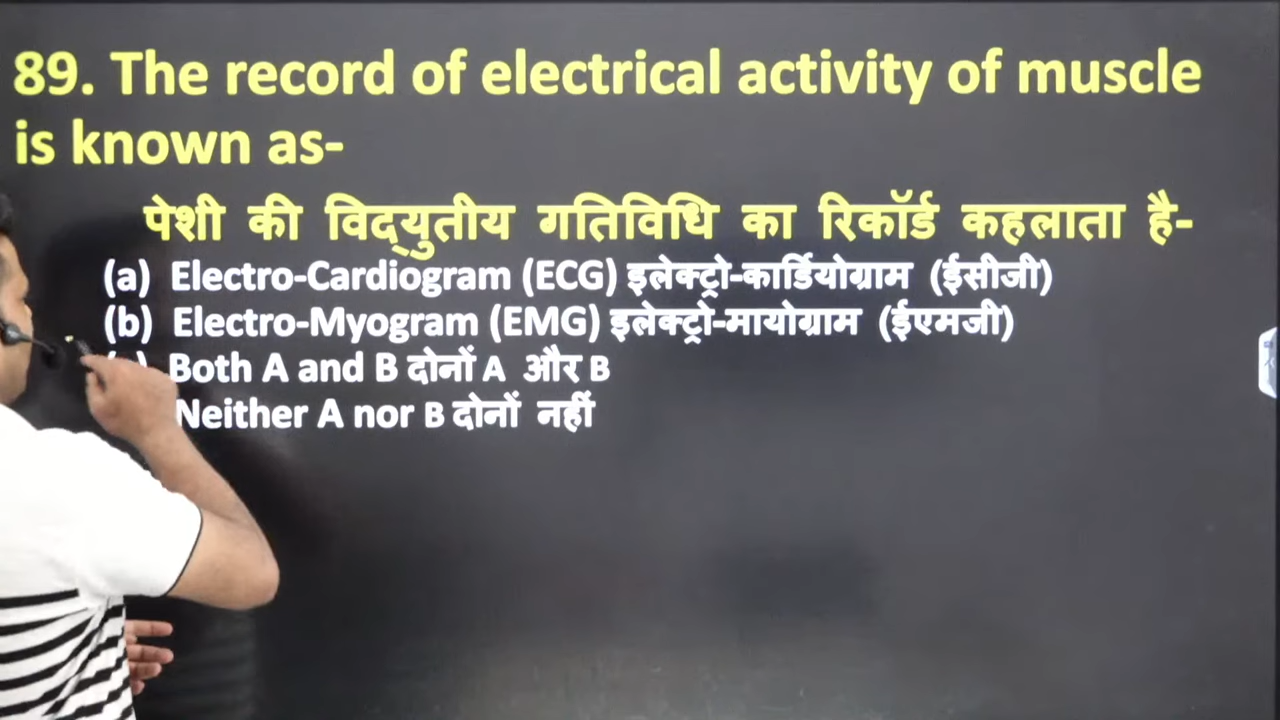 89. The record of electrical activity of muscle
is known as-
पेशी की विद्युतीय गतिविधि का रिकॉर्ड कहलाता है-
(a) Electro-Cardiogram (ECG) इलेक्ट्रो-कार्डियोग्राम (ईसीजी)
(b) Electro-Myogram (EMG) इलेक्ट्रो-मायोग्राम (ईएमजी)
Both A and B दोनों A और B
Neither A nor B दोनों नहीं